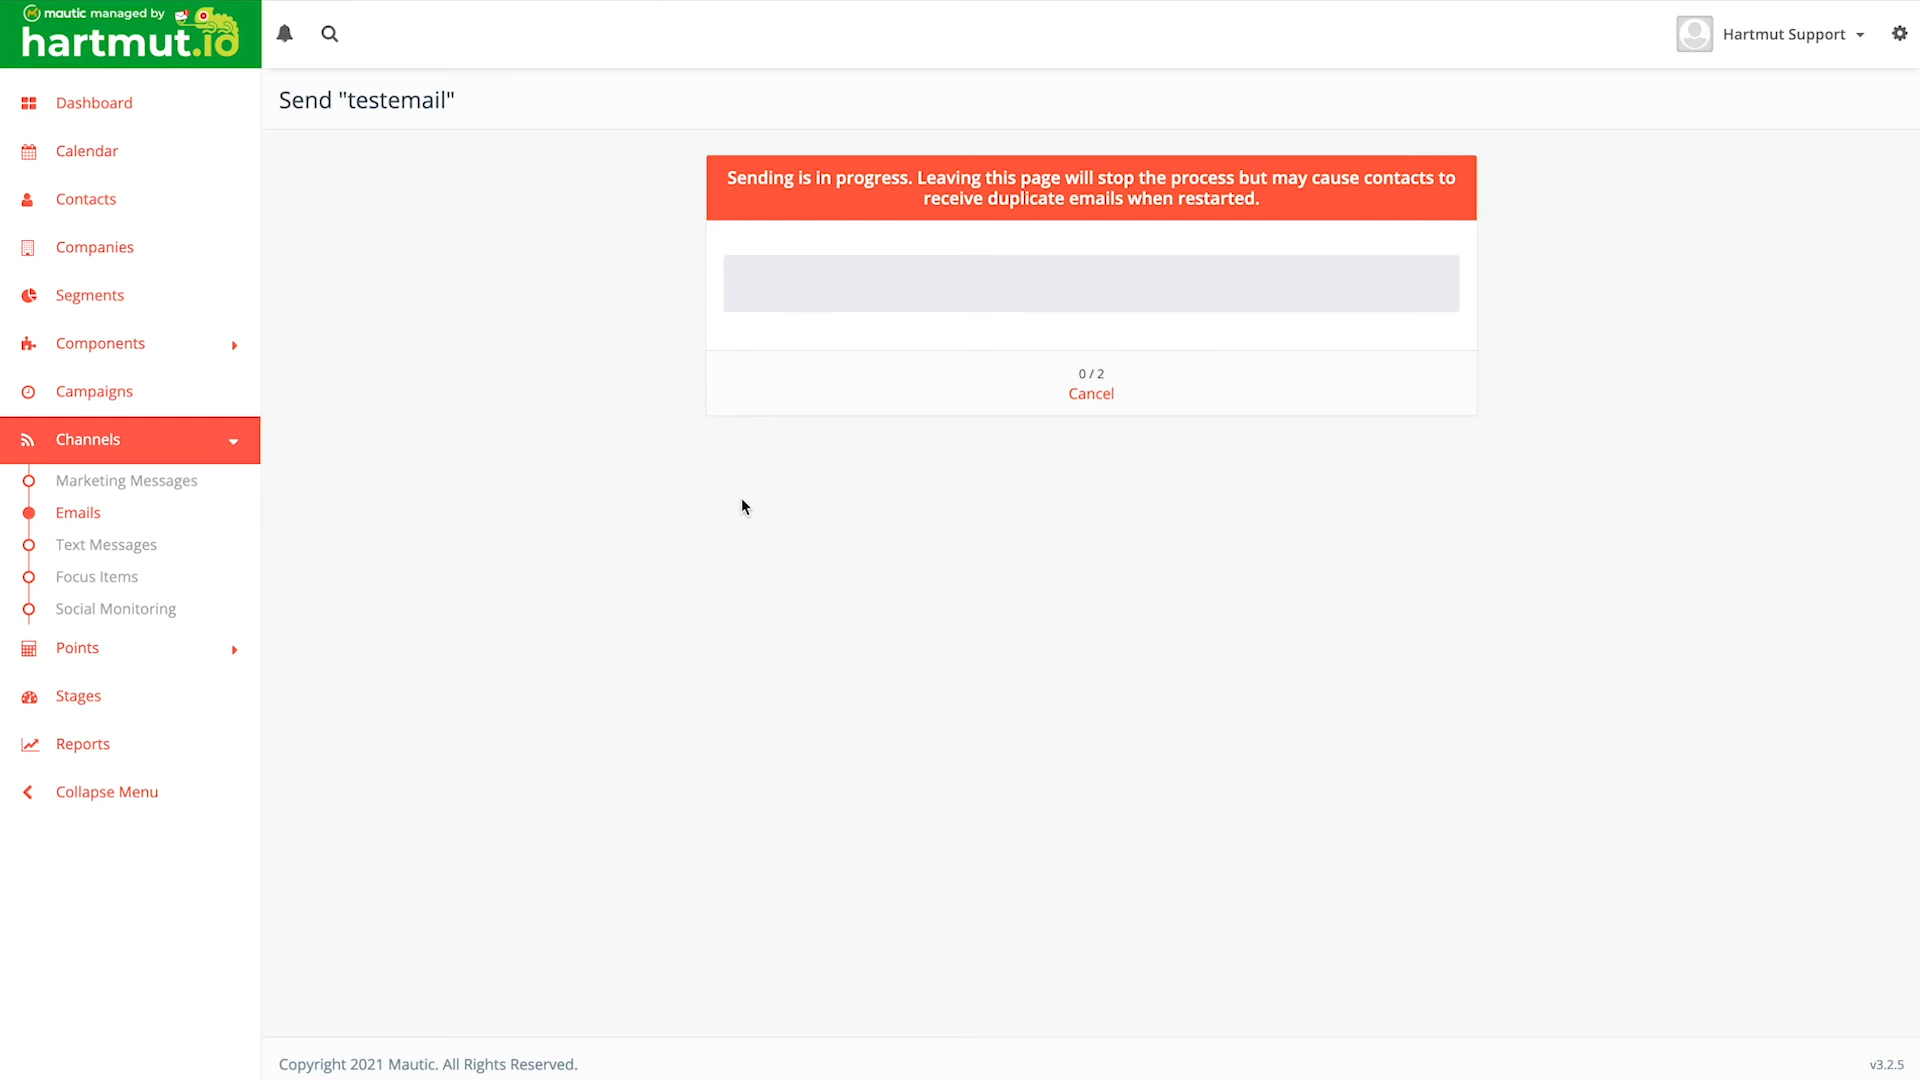 mautic managed by
hartmut.io
Hartmut Support
Send "testemail"
Dashboard
Calendar
Contacts
Companies
Segments
Components
Campaigns
Channels
Marketing Messages
Emails
Text Messages
Focus Items
Social Monitoring
Points
Stages
Reports
Collapse Menu
Sending is in progress. Leaving this page will stop the process but may cause contacts to
receive duplicate emails when restarted.
0 / 2
Cancel
Copyright 2021 Mautic. All Rights Reserved.
v3.2.5